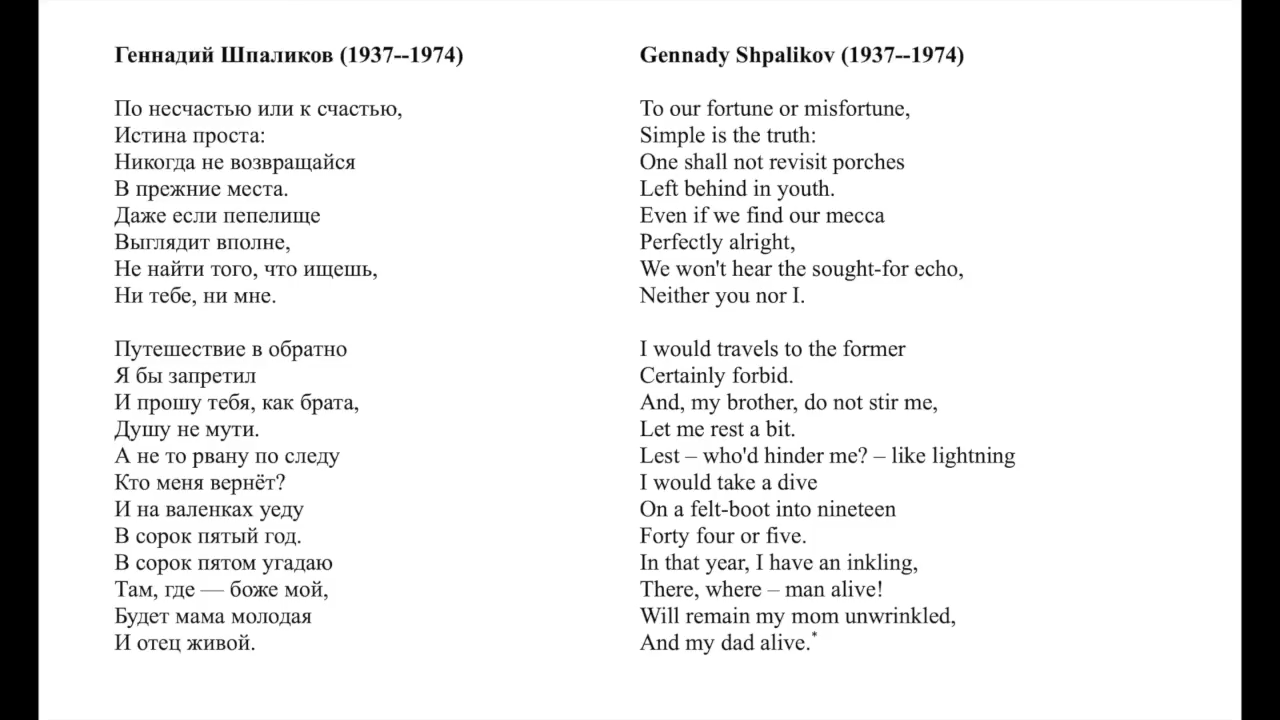 Геннадий Шпаликов (1937--1974)
По несчастью или к счастью,
Истина проста:
Никогда не возвращайся
В прежние места.
Даже если пепелище
Выглядит вполне,
Не найти того, что ищешь,
Ни тебе, ни мне.
Путешествие в обратно
Я бы запретил
И прошу тебя, как брата,
Душу не мути.
А не то рвану по следу
Кто меня вернёт?
И на валенках уеду
В сорок пятый год.
В сорок пятом угадаю
Там, где — боже мой,
Будет мама молодая
И отец живой.
Gennady Shpalikov (1937--1974)
To our fortune or misfortune,
Simple is the truth:
One shall not revisit porches
Left behind in youth.
Even if we find our mecca
Perfectly alright,
We won't hear the sought-for echo,
Neither you nor I.
I would travels to the former
Certainly forbid.
And, my brother, do not stir me,
Let me rest a bit.
Lest – who'd hinder me? – like lightning
I would take a dive
On a felt-boot into nineteen
Forty four or five.
In that year, I have an inkling,
There, where – man alive!
Will remain my mom unwrinkled,
And my dad alive.*